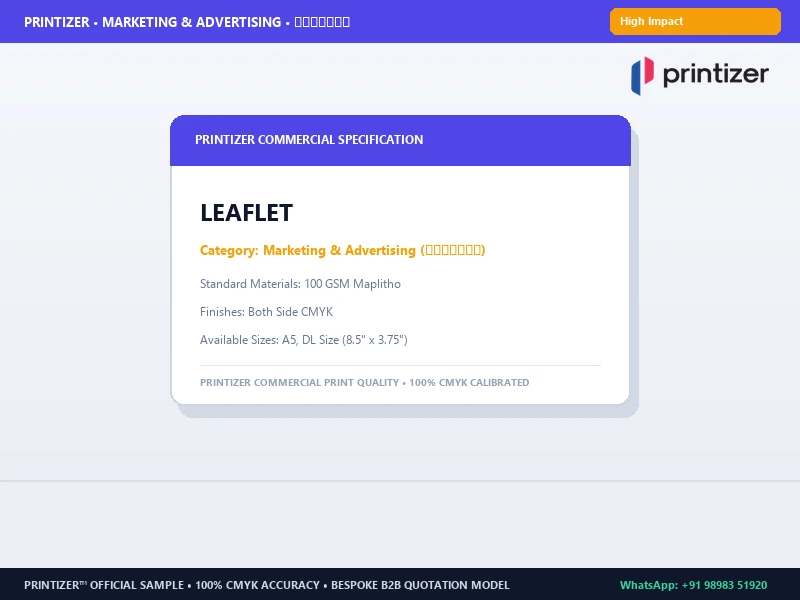 PRINTIZER • MARKETING & ADVERTISING •
High Impact
printizer
PRINTIZER COMMERCIAL SPECIFICATION
LEAFLET
Category: Marketing & Advertising (
Standard Materials: 100 GSM Maplitho
Finishes: Both Side CMYK
Available Sizes: A5, DL Size (8.5" x 3.75")
PRINTIZER COMMERCIAL PRINT QUALITY • 100% CMYK CALIBRATED
PRINTIZER™ OFFICIAL SAMPLE • 100% CMYK ACCURACY • BESPOKE B2B QUOTATION MODEL
WhatsApp: +91 98983 51920